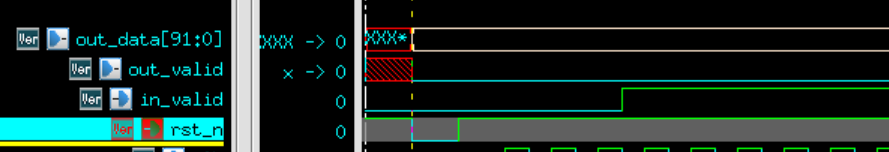 Ver out_data[91:0] XXX -> 0 XXX*
Ver out_valid x -> 0
Ver in_valid 0
Ver rst_n 0